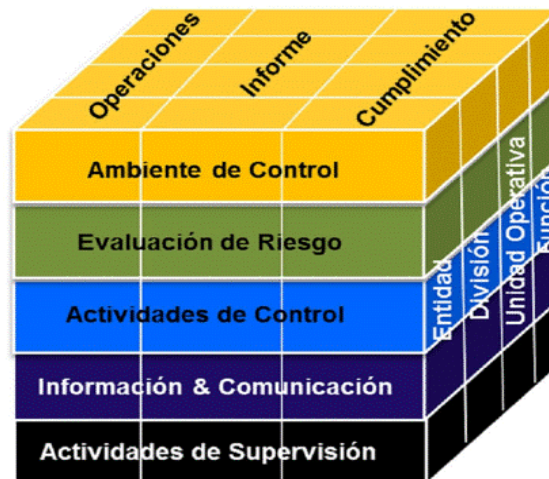 Operaciones
Informe
Cumplimiento
Ambiente de Control
Evaluación de Riesgo
Actividades de Control
Información & Comunicación
Actividades de Supervisión
Entidad
División
Unidad Operativa
Función